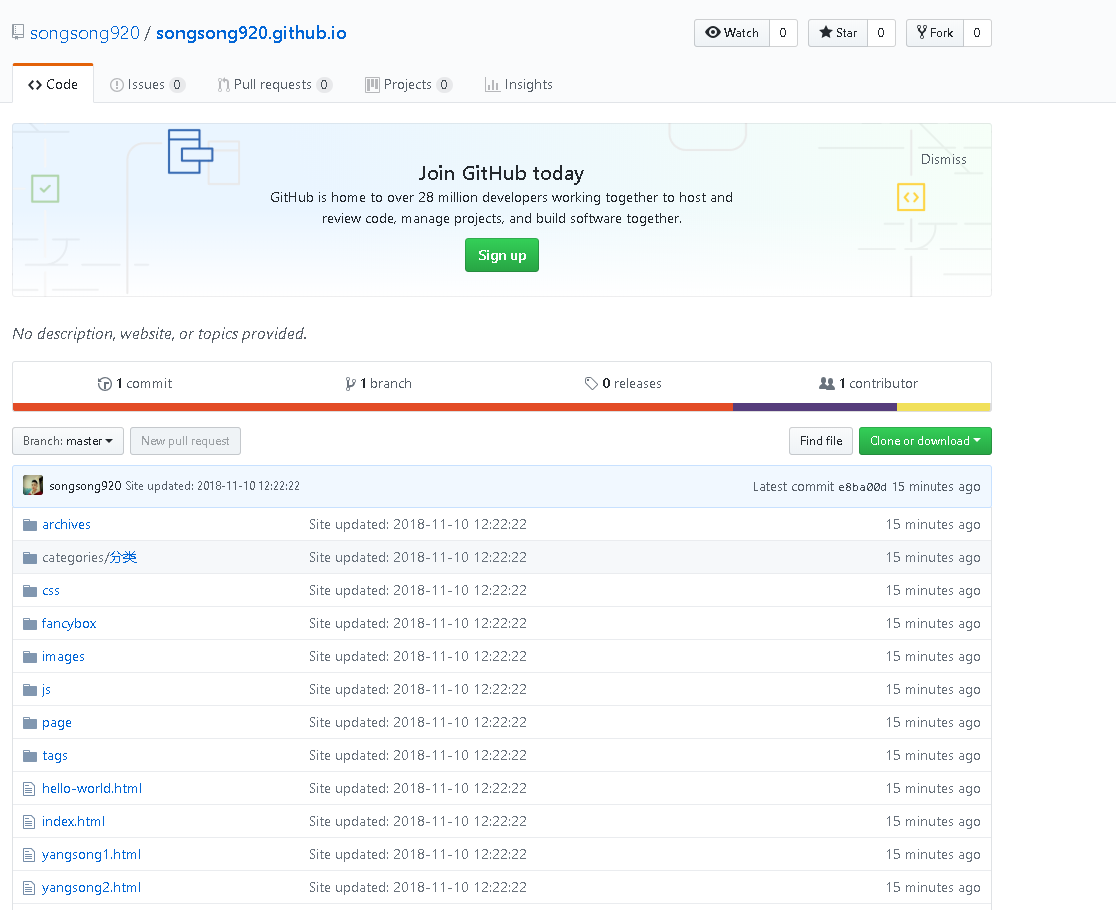 songsong920 / songsong920.github.io
Watch 0 Star 0 Fork 0
Code Issues 0 Pull requests 0 Projects 0 Insights
Dismiss
Join GitHub today
GitHub is home to over 28 million developers working together to host and
review code, manage projects, and build software together.
Sign up
No description, website, or topics provided.
1 commit 1 branch 0 releases 1 contributor
Branch: master New pull request Find file Clone or download
songsong920 Site updated: 2018-11-10 12:22:22 Latest commit e8ba00d 15 minutes ago
archives Site updated: 2018-11-10 12:22:22 15 minutes ago
categories/分类 Site updated: 2018-11-10 12:22:22 15 minutes ago
css Site updated: 2018-11-10 12:22:22 15 minutes ago
fancybox Site updated: 2018-11-10 12:22:22 15 minutes ago
images Site updated: 2018-11-10 12:22:22 15 minutes ago
js Site updated: 2018-11-10 12:22:22 15 minutes ago
page Site updated: 2018-11-10 12:22:22 15 minutes ago
tags Site updated: 2018-11-10 12:22:22 15 minutes ago
hello-world.html Site updated: 2018-11-10 12:22:22 15 minutes ago
index.html Site updated: 2018-11-10 12:22:22 15 minutes ago
yangsong1.html Site updated: 2018-11-10 12:22:22 15 minutes ago
yangsong2.html Site updated: 2018-11-10 12:22:22 15 minutes ago